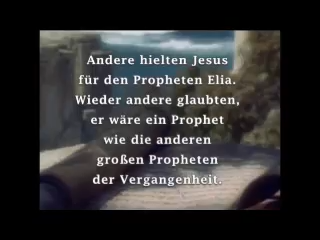 Andere hielten Jesus
für den Propheten Elia.
Wieder andere glaubten,
er wäre ein Prophet
wie die anderen
großen Propheten
der Vergangenheit.